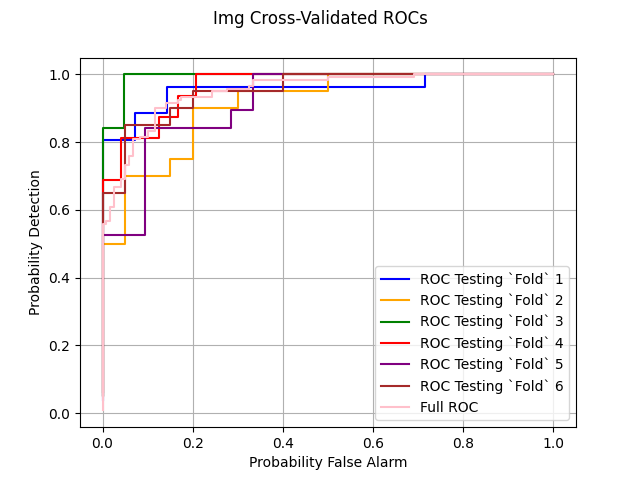 Img Cross-Validated ROCs
Probability Detection
1.0
0.8
0.6
0.4
0.2
0.0
0.0 0.2 0.4 0.6 0.8 1.0
Probability False Alarm
ROC Testing `Fold` 1
ROC Testing `Fold` 2
ROC Testing `Fold` 3
ROC Testing `Fold` 4
ROC Testing `Fold` 5
ROC Testing `Fold` 6
Full ROC